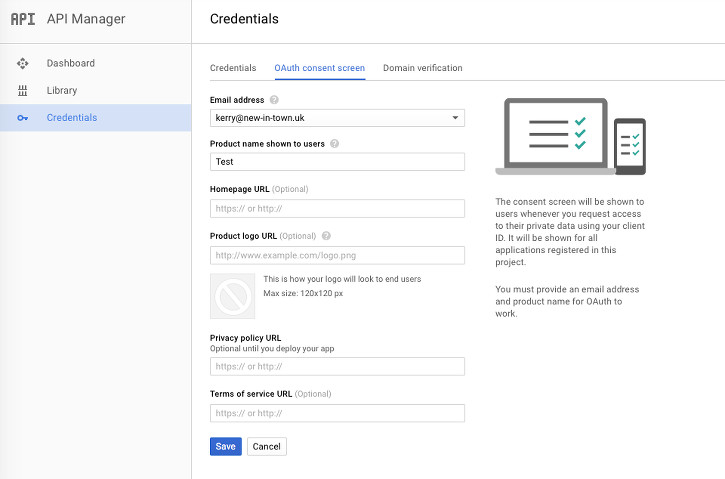 API API Manager
Credentials
Dashboard
Library
Credentials
Credentials OAuth consent screen Domain verification
Email address ?
kerry@new-in-town.uk
Product name shown to users ?
Test
Homepage URL (Optional)
https:// or http://
Product logo URL (Optional) ?
http://www.example.com/logo.png
This is how your logo will look to end users
Max size: 120x120 px
Privacy policy URL
Optional until you deploy your app
https:// or http://
Terms of service URL (Optional)
https:// or http://
Save Cancel
The consent screen will be shown to
users whenever you request access
to their private data using your client
ID. It will be shown for all
applications registered in this
project.
You must provide an email address
and product name for OAuth to
work.